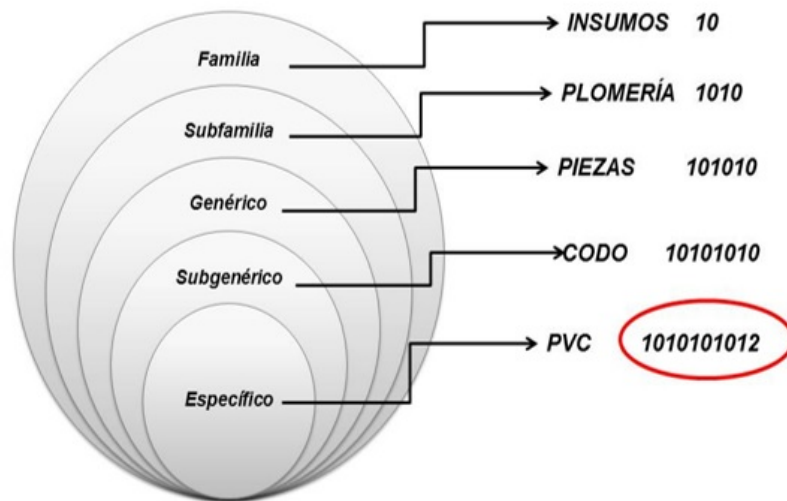 Familia INSUMOS 10
Subfamilia PLOMERÍA 1010
Genérico PIEZAS 101010
Subgenérico CODO 10101010
Específico PVC 1010101012